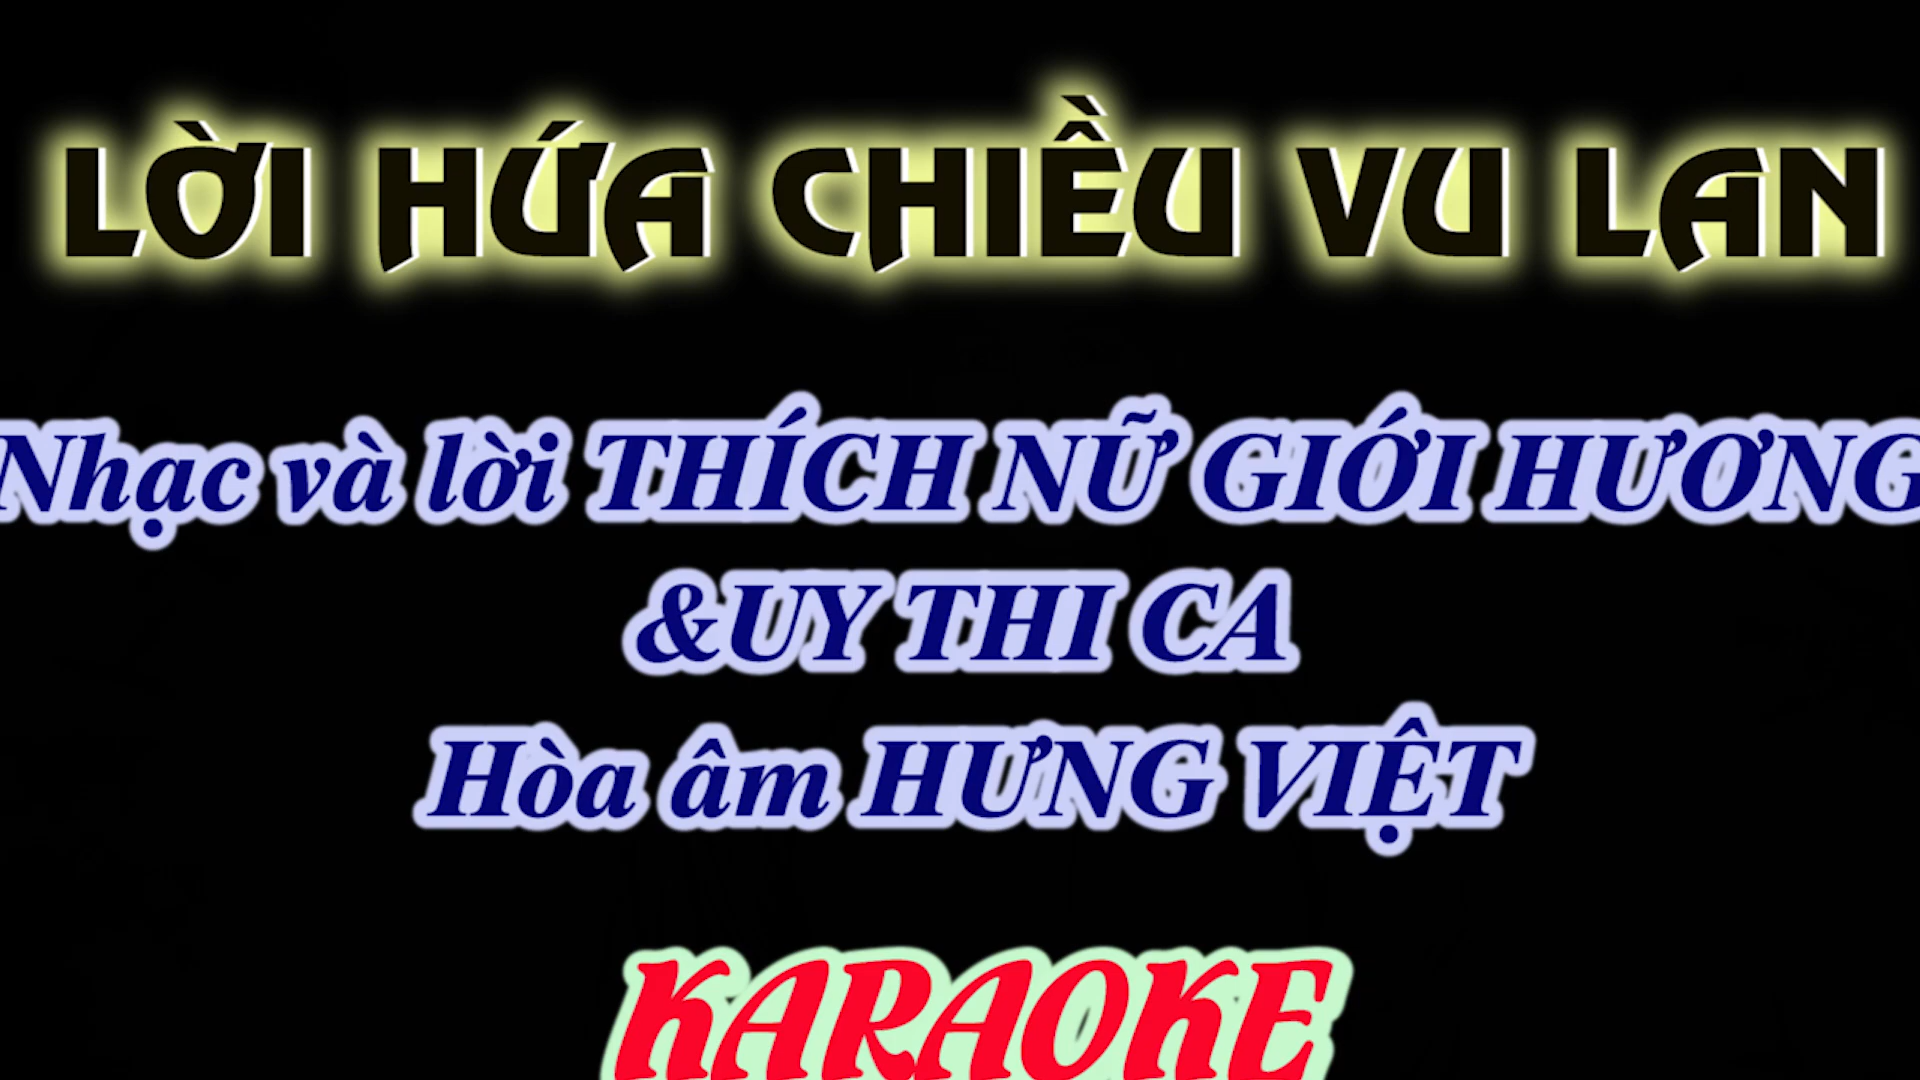 LỜI HỨA CHIỀU VU LAN
Nhạc và lời THÍCH NỮ GIỚI HƯƠNG
&UY THI CA
Hòa âm HƯNG VIỆT
KARAOKE